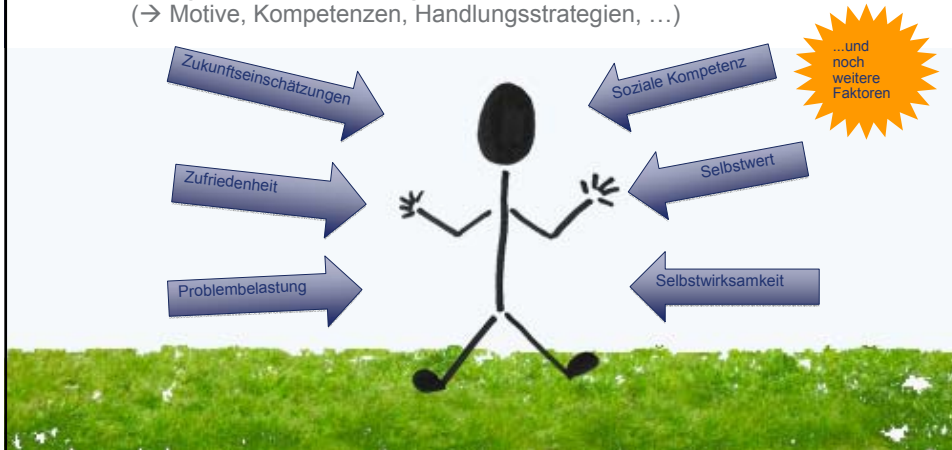 (→ Motive, Kompetenzen, Handlungsstrategien, …)
Zukunftseinschätzungen
Soziale Kompetenz
...und
noch
weitere
Faktoren
Zufriedenheit
Selbstwert
Problembelastung
Selbstwirksamkeit